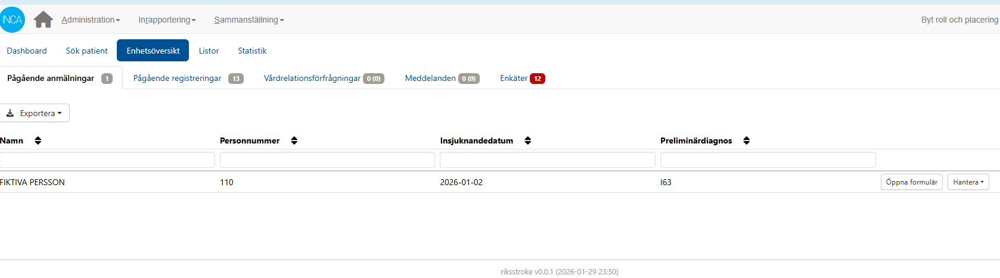 INCA Administration Inrapportering Sammanställning Byt roll och placering
Dashboard Sök patient Enhetsöversikt Listor Statistik
Pågående anmälningar 1 Pågående registreringar 13 Vårdrelationsförfrågningar 0 (0) Meddelanden 0 (0) Enkäter 12
Exportera
Namn Personnummer Insjuknandedatum Preliminärdiagnos
FIKTIVA PERSSON 110 2026-01-02 I63 Öppna formulär Hantera
riksstroke v0.0.1 (2026-01-29 23:50)